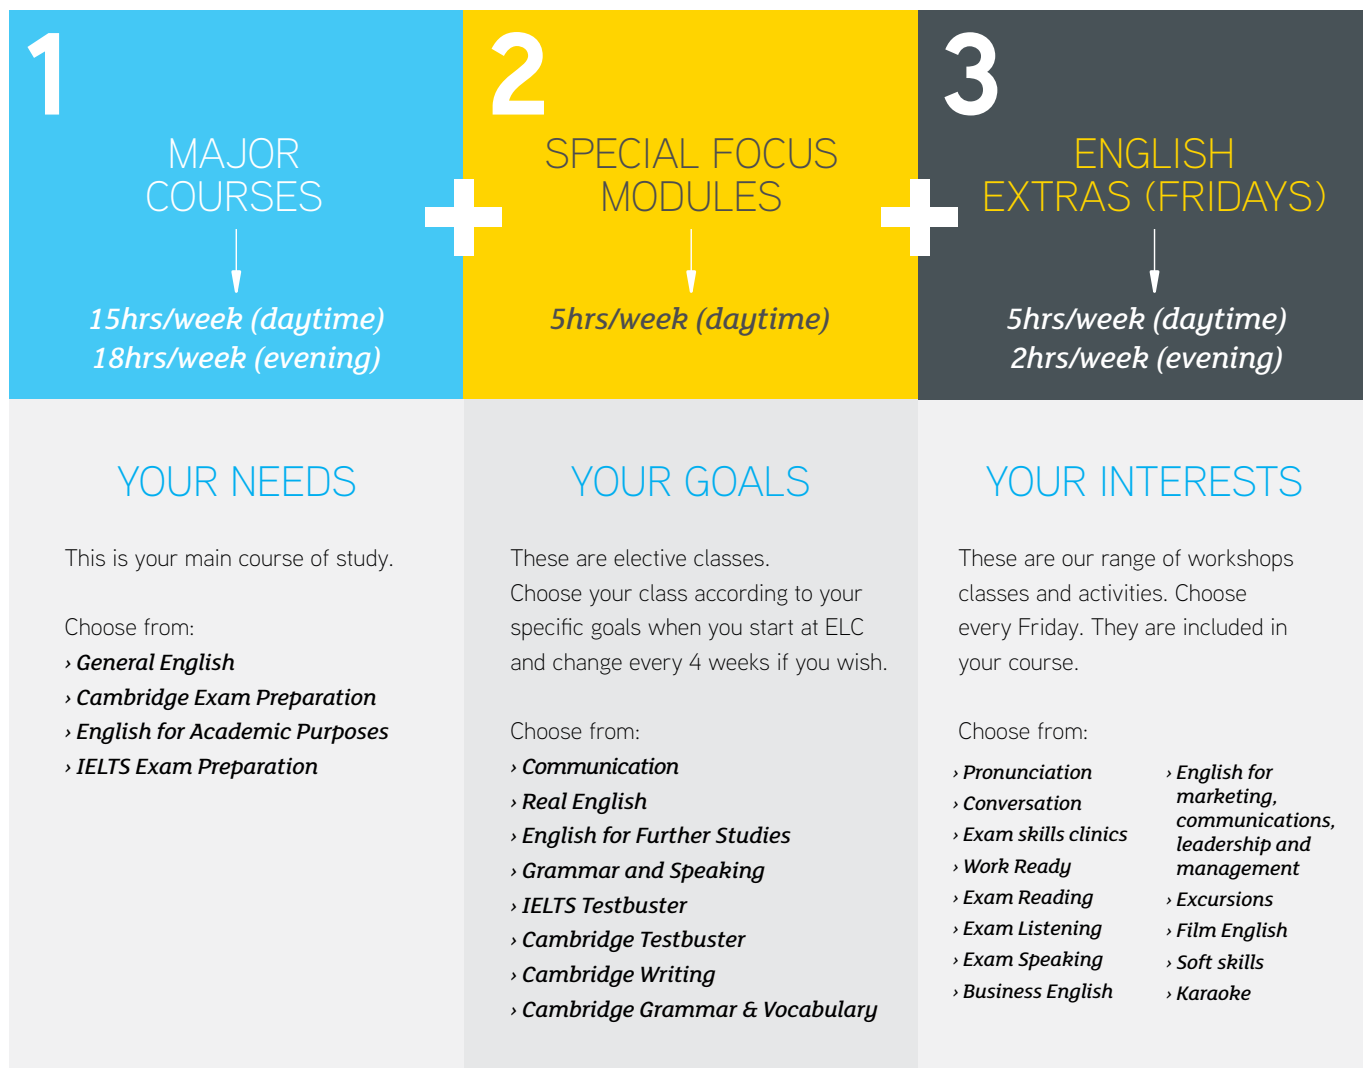 1
MAJOR
COURSES
15hrs/week (daytime)
18hrs/week (evening)
YOUR NEEDS
This is your main course of study.
Choose from:
› General English
› Cambridge Exam Preparation
› English for Academic Purposes
› IELTS Exam Preparation
+
2
SPECIAL FOCUS
MODULES
5hrs/week (daytime)
YOUR GOALS
These are elective classes.
Choose your class according to your
specific goals when you start at ELC
and change every 4 weeks if you wish.
Choose from:
› Communication
› Real English
› English for Further Studies
› Grammar and Speaking
› IELTS Testbuster
› Cambridge Testbuster
› Cambridge Writing
› Cambridge Grammar & Vocabulary
+
3
ENGLISH
EXTRAS (FRIDAYS)
5hrs/week (daytime)
2hrs/week (evening)
YOUR INTERESTS
These are our range of workshops
classes and activities. Choose
every Friday. They are included in
your course.
Choose from:
› Pronunciation
› Conversation
› Exam skills clinics
› Work Ready
› Exam Reading
› Exam Listening
› Exam Speaking
› Business English
› English for
marketing,
communications,
leadership and
management
› Excursions
› Film English
› Soft skills
› Karaoke